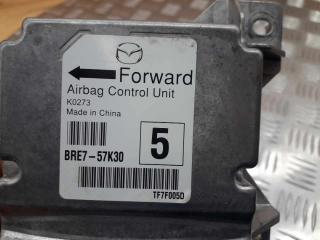 Forward
Airbag Control Unit
K0273
Made in China
BRE7-57K30
5
TF7F005D